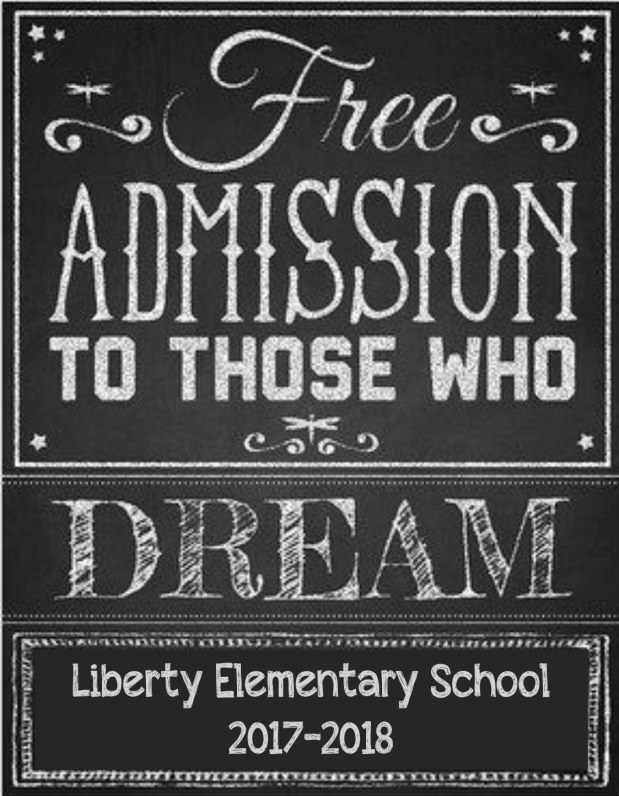 Free
ADMISSION
TO THOSE WHO
DREAM
Liberty Elementary School
2017-2018